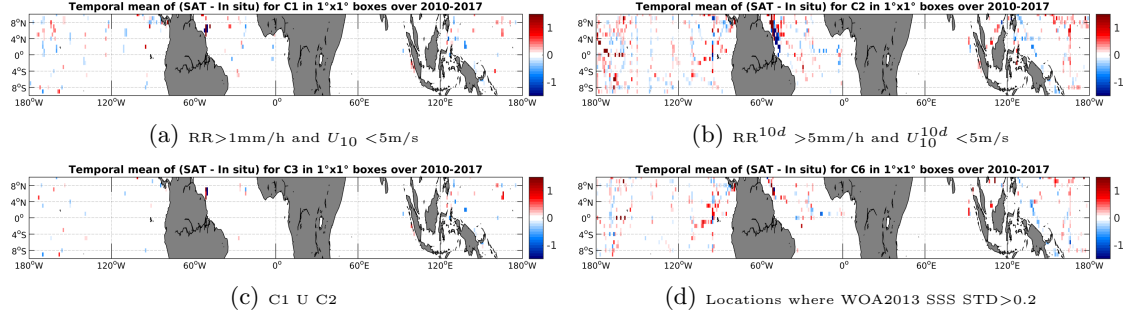 Temporal mean of (SAT - In situ) for C1 in 1°x1° boxes over 2010-2017
8°N
4°N
0°
4°S
8°S
180°W 120°W 60°W 0° 60°E 120°E 180°W
1
0
-1
(a) RR>1mm/h and U10 <5m/s
Temporal mean of (SAT - In situ) for C2 in 1°x1° boxes over 2010-2017
8°N
4°N
0°
4°S
8°S
180°W 120°W 60°W 0° 60°E 120°E 180°W
1
0
-1
(b) RR^10d >5mm/h and U10^10d <5m/s
Temporal mean of (SAT - In situ) for C3 in 1°x1° boxes over 2010-2017
8°N
4°N
0°
4°S
8°S
180°W 120°W 60°W 0° 60°E 120°E 180°W
1
0
-1
(c) C1 U C2
Temporal mean of (SAT - In situ) for C6 in 1°x1° boxes over 2010-2017
8°N
4°N
0°
4°S
8°S
180°W 120°W 60°W 0° 60°E 120°E 180°W
1
0
-1
(d) Locations where WOA2013 SSS STD>0.2